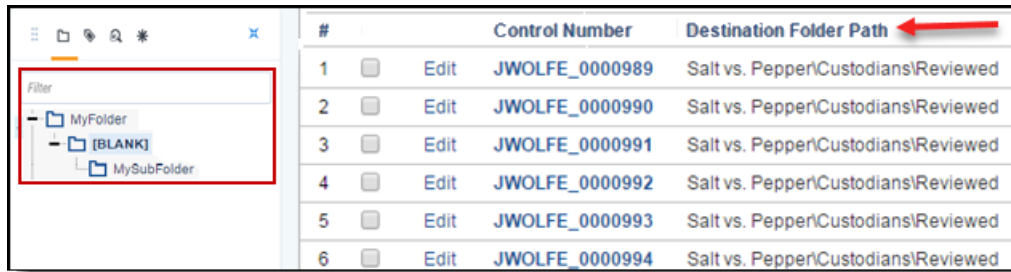 Filter
MyFolder
[BLANK]
MySubFolder
# Control Number Destination Folder Path
1 Edit JWOLFE_0000989 Salt vs. Pepper\Custodians\Reviewed
2 Edit JWOLFE_0000990 Salt vs. Pepper\Custodians\Reviewed
3 Edit JWOLFE_0000991 Salt vs. Pepper\Custodians\Reviewed
4 Edit JWOLFE_0000992 Salt vs. Pepper\Custodians\Reviewed
5 Edit JWOLFE_0000993 Salt vs. Pepper\Custodians\Reviewed
6 Edit JWOLFE_0000994 Salt vs. Pepper\Custodians\Reviewed